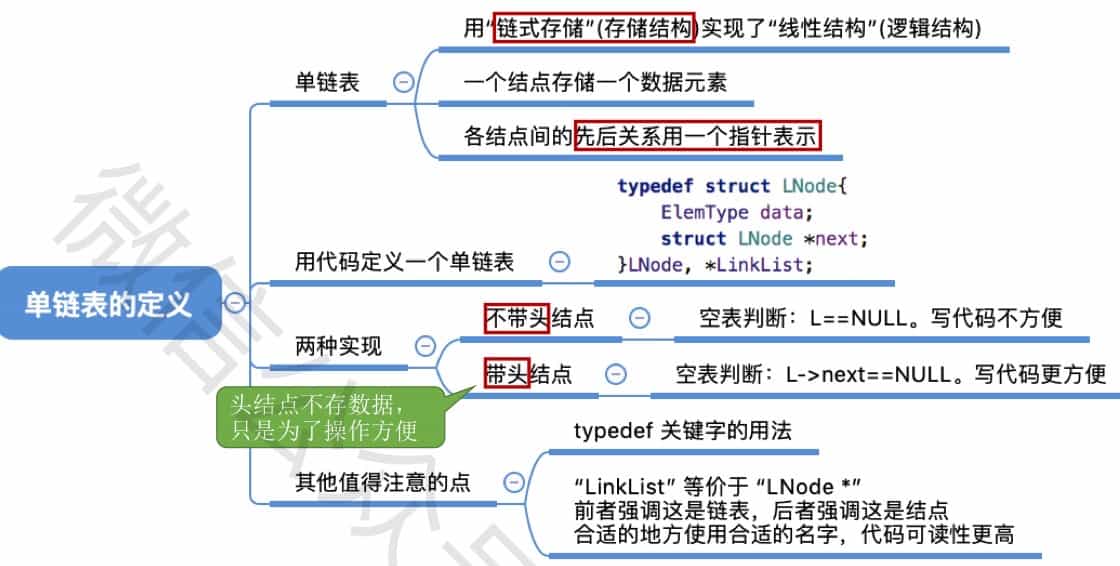 用“链式存储”(存储结构)实现了“线性结构”(逻辑结构)
单链表
一个结点存储一个数据元素
各结点间的先后关系用一个指针表示
typedef struct LNode{
ElemType data;
struct LNode *next;
}LNode, *LinkList;
用代码定义一个单链表
单链表的定义
不带头结点
空表判断：L==NULL。写代码不方便
两种实现
带头结点
空表判断：L->next==NULL。写代码更方便
头结点不存数据，
只是为了操作方便
typedef 关键字的用法
其他值得注意的点
“LinkList” 等价于 “LNode *”
前者强调这是链表，后者强调这是结点
合适的地方使用合适的名字，代码可读性更高
微信公众号